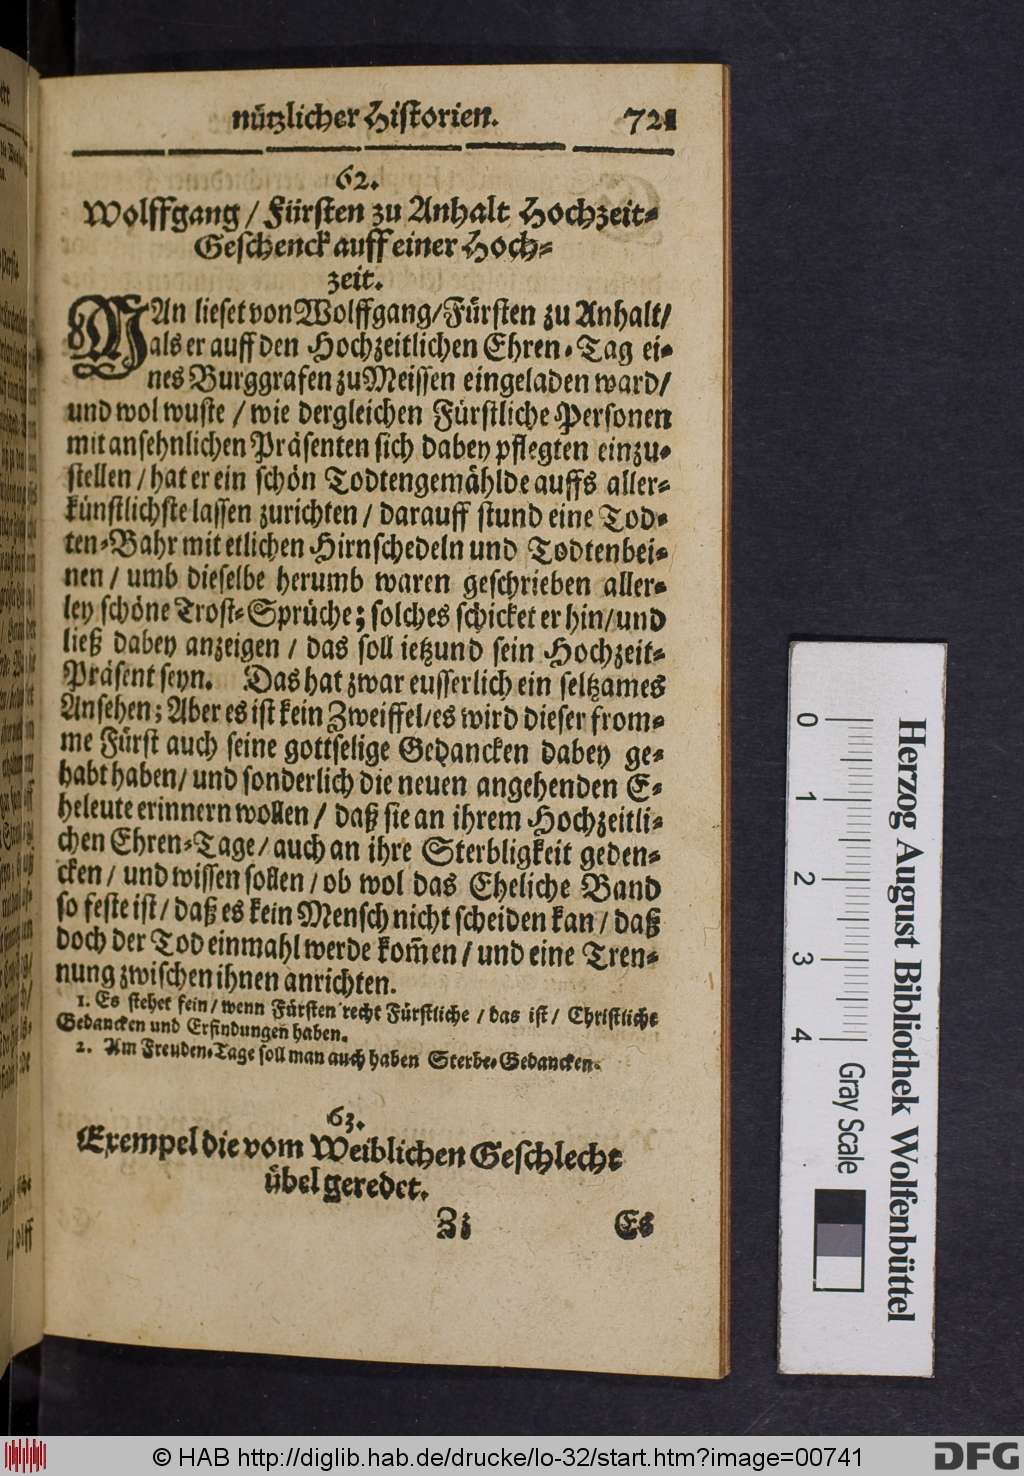 nützlicher Historien. 721
62.
Wolffgang / Fürsten zu Anhalt Hochzeit-
Geschenck auff einer Hoch-
zeit.
MAn lieset von Wolffgang/Fürsten zu Anhalt/
als er auff den Hochzeitlichen Ehren-Tag ei-
nes Burggrafen zu Meissen eingeladen ward/
und wol wuste / wie dergleichen Fürstliche Personen
mit ansehnlichen Präsenten sich dabey pflegten einzu-
stellen / hat er ein schön Todtengemählde auffs aller-
künstlichste lassen zurichten / darauff stund eine Tod-
ten-Bahr mit etlichen Hirnschedeln und Todtenbei-
nen / umb dieselbe herumb waren geschrieben aller-
ley schöne Trost-Sprüche; solches schicket er hin/und
ließ dabey anzeigen / das soll ietzund sein Hochzeit-
Präsent seyn. Das hat zwar eusserlich ein seltzames
Ansehen; Aber es ist kein Zweiffel/es wird dieser from-
me Fürst auch seine gottselige Gedancken dabey ge-
habt haben/ und sonderlich die neuen angehenden E-
heleute erinnern wollen / daß sie an ihrem Hochzeitli-
chen Ehren-Tage/ auch an ihre Sterbligkeit geden-
cken / und wissen sollen / ob wol das Eheliche Band
so feste ist / daß es kein Mensch nicht scheiden kan / daß
doch der Tod einmahl werde kom̃en / und eine Tren-
nung zwischen ihnen anrichten.
1. Es stehet fein / wenn Fürsten recht Fürstliche / das ist / Christliche
Gedancken und Erfindungen haben.
2. Am Freuden-Tage soll man auch haben Sterbe-Gedancken.
63.
Exempel die vom Weiblichen Geschlecht
übel geredet.
Zz Es
0 1 2 3 4
Gray Scale
Herzog August Bibliothek Wolfenbüttel
© HAB http://diglib.hab.de/drucke/lo-32/start.htm?image=00741
DFG